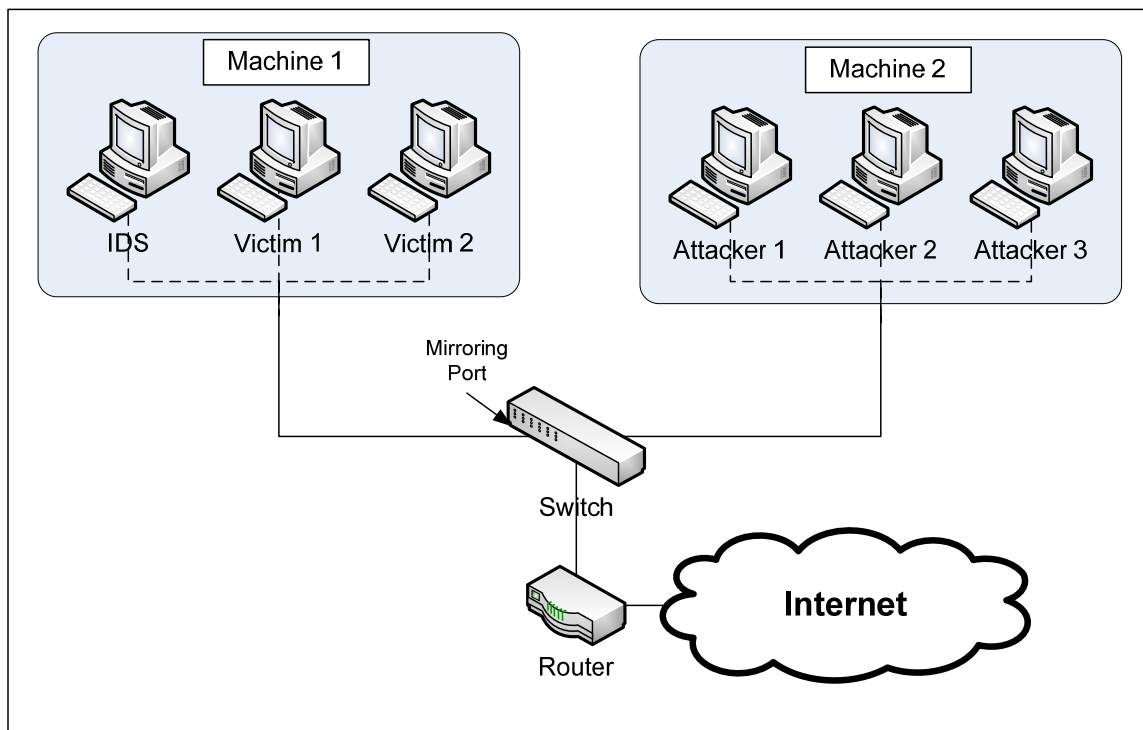 Machine 1
Machine 2
IDS
Victim 1
Victim 2
Attacker 1
Attacker 2
Attacker 3
Mirroring
Port
Switch
Internet
Router